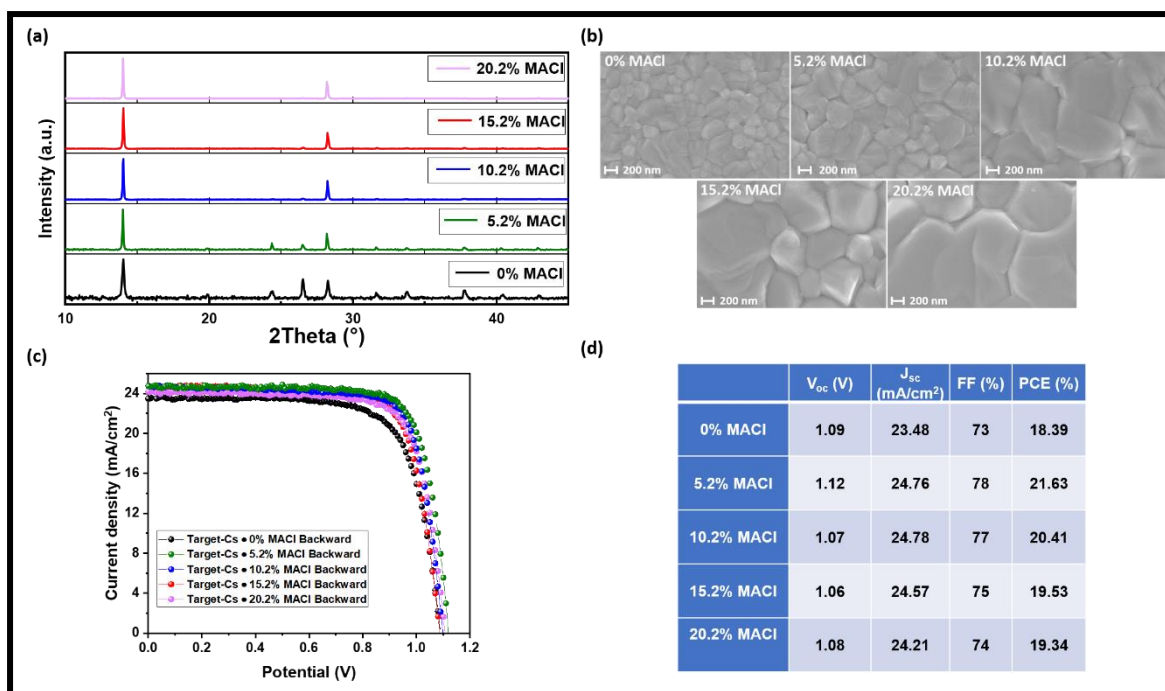 (a)
20.2% MACl
15.2% MACl
10.2% MACl
5.2% MACl
0% MACl
Intensity (a.u.)
10 20 30 40
2Theta (°)
(b)
0% MACl
5.2% MACl
10.2% MACl
200 nm
200 nm
200 nm
15.2% MACl
20.2% MACl
200 nm
200 nm
(c)
Current density (mA/cm²)
24
20
16
12
8
4
0
Target-Cs ● 0% MACl Backward
Target-Cs ● 5.2% MACl Backward
Target-Cs ● 10.2% MACl Backward
Target-Cs ● 15.2% MACl Backward
Target-Cs ● 20.2% MACl Backward
0.0 0.2 0.4 0.6 0.8 1.0 1.2
Potential (V)
(d)
Voc (V) Jsc (mA/cm²) FF (%) PCE (%)
0% MACl 1.09 23.48 73 18.39
5.2% MACl 1.12 24.76 78 21.63
10.2% MACl 1.07 24.78 77 20.41
15.2% MACl 1.06 24.57 75 19.53
20.2% MACl 1.08 24.21 74 19.34